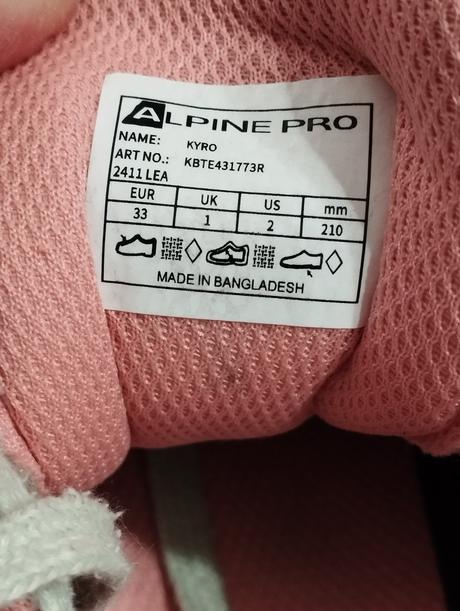 ALPINE PRO
NAME: KYRO
ART NO.: KBTE431773R
2411 LEA
EUR UK US mm
33 1 2 210
MADE IN BANGLADESH